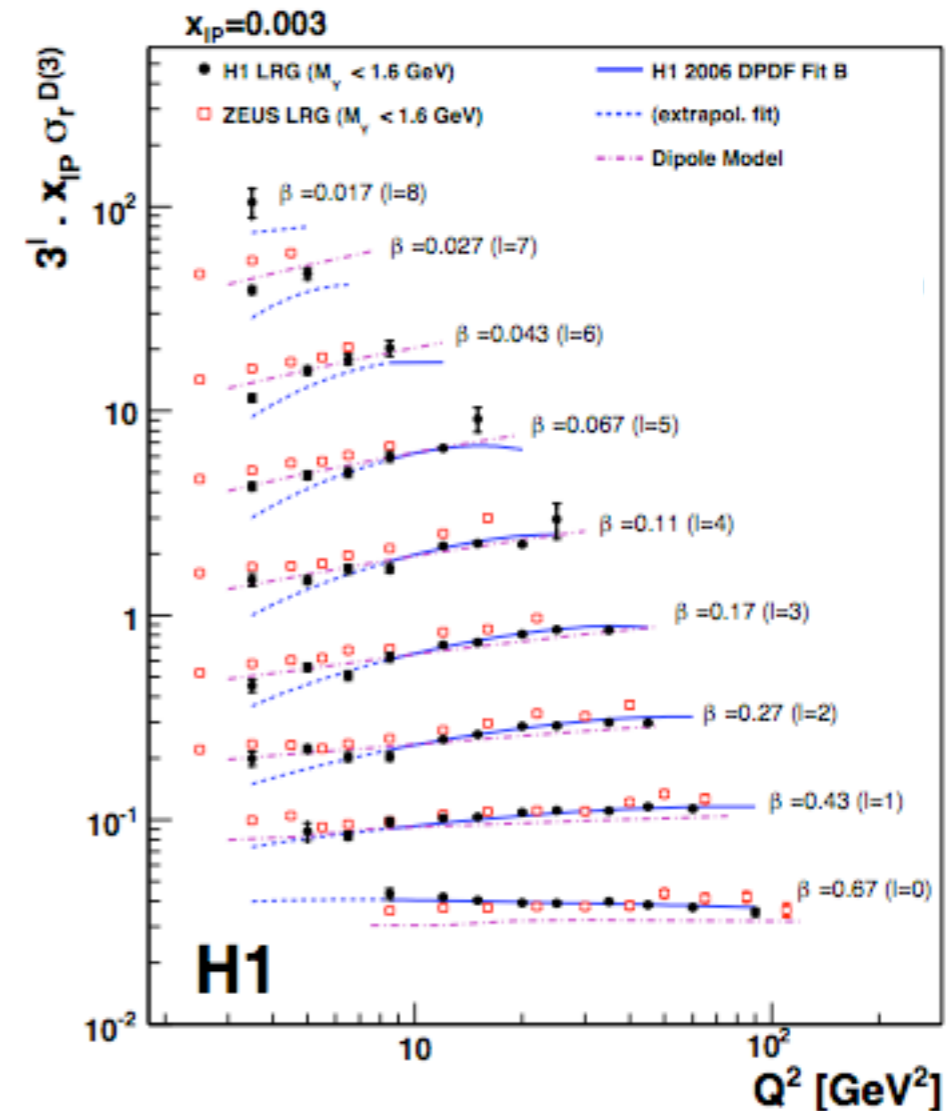 x_IP=0.003
3^l · x_IP σ_r^D(3)
H1 LRG (M_Y < 1.6 GeV)
ZEUS LRG (M_Y < 1.6 GeV)
H1 2006 DPDF Fit B
(extrapol. fit)
Dipole Model
β =0.017 (l=8)
10^2
β =0.027 (l=7)
β =0.043 (l=6)
10
β =0.067 (l=5)
β =0.11 (l=4)
1
β =0.17 (l=3)
β =0.27 (l=2)
10^-1
β =0.43 (l=1)
β =0.67 (l=0)
H1
10^-2
10
10^2
Q^2 [GeV^2]